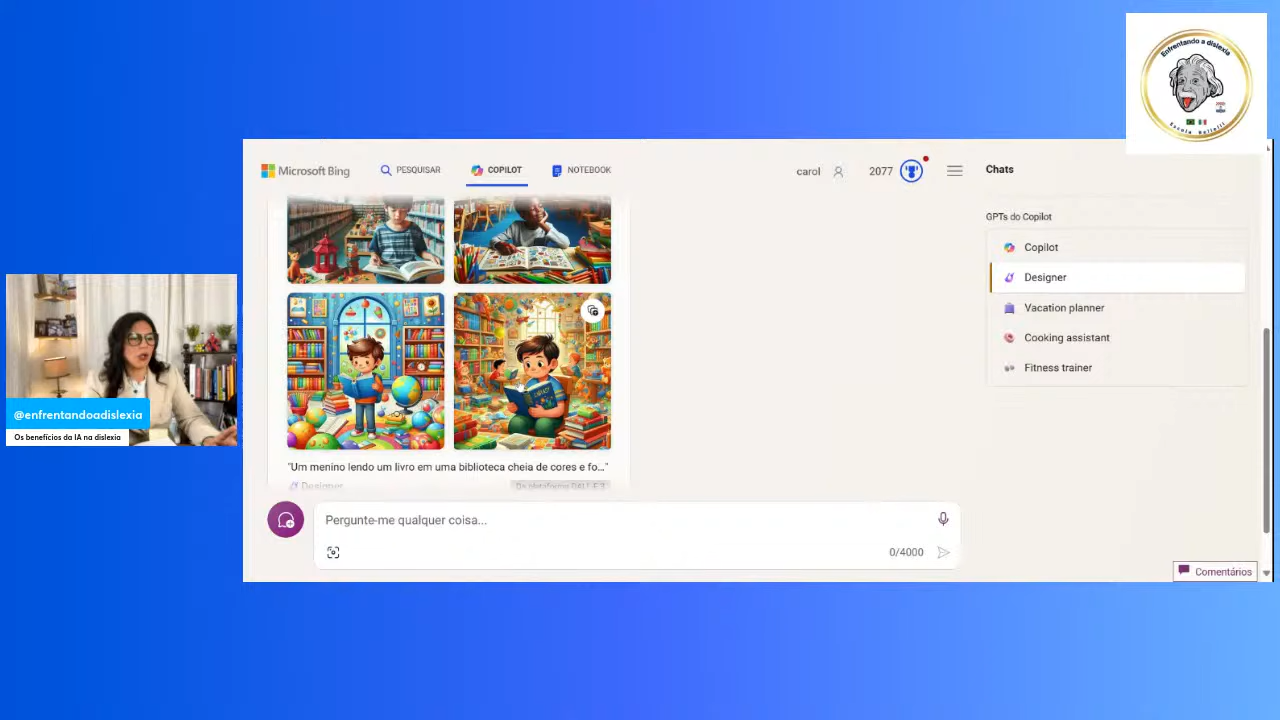 Enfrentando a dislexia
Microsoft Bing
PESQUISAR
COPILOT
NOTEBOOK
carol
2077
Chats
GPTs do Copilot
Copilot
Designer
Vacation planner
Cooking assistant
Fitness trainer
"Um menino lendo um livro em uma biblioteca cheia de cores e fo..."
Designer
Pergunte-me qualquer coisa...
0/4000
Comentários
@enfrentandoadislexia
Os benefícios da IA na dislexia